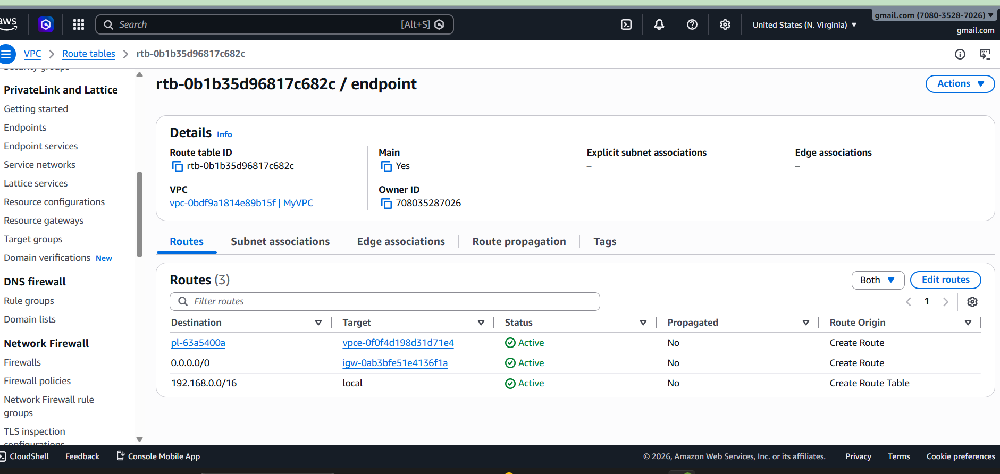 aws
Search [Alt+S]
United States (N. Virginia)
gmail.com (7080-3528-7026)
gmail.com
VPC
Route tables
rtb-0b1b35d96817c682c
Security groups
PrivateLink and Lattice
Getting started
Endpoints
Endpoint services
Service networks
Lattice services
Resource configurations
Resource gateways
Target groups
Domain verifications New
DNS firewall
Rule groups
Domain lists
Network Firewall
Firewalls
Firewall policies
Network Firewall rule
groups
TLS inspection
configurations
rtb-0b1b35d96817c682c / endpoint
Actions
Details Info
Route table ID
rtb-0b1b35d96817c682c
Main
Yes
Explicit subnet associations
–
Edge associations
–
VPC
vpc-0bdf9a1814e89b15f | MyVPC
Owner ID
708035287026
Routes
Subnet associations
Edge associations
Route propagation
Tags
Routes (3)
Both
Edit routes
Filter routes
1
Destination Target Status Propagated Route Origin
pl-63a5400a vpce-0f0f4d198d31d71e4 Active No Create Route
0.0.0.0/0 igw-0ab3bfe51e4136f1a Active No Create Route
192.168.0.0/16 local Active No Create Route Table
CloudShell Feedback Console Mobile App © 2026, Amazon Web Services, Inc. or its affiliates. Privacy Terms Cookie preferences